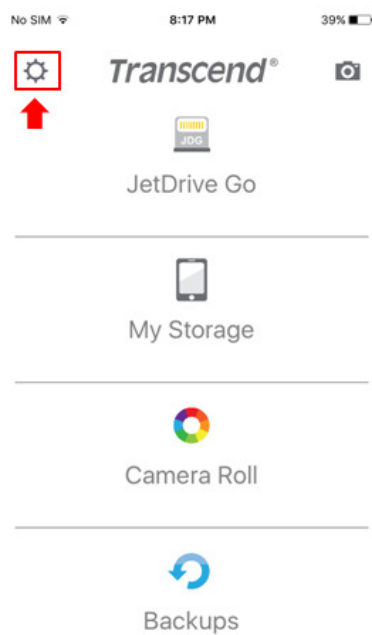 No SIM 8:17 PM 39%
Transcend®
JDG
JetDrive Go
My Storage
Camera Roll
Backups